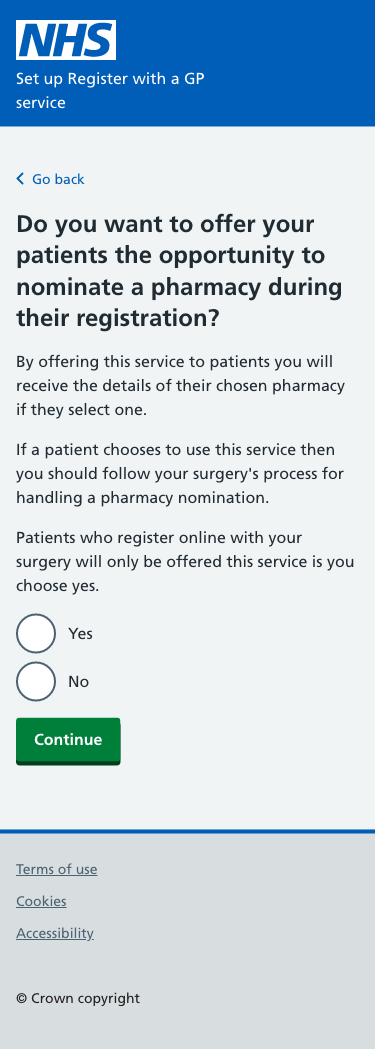 NHS
Set up Register with a GP
service
Go back
Do you want to offer your
patients the opportunity to
nominate a pharmacy during
their registration?
By offering this service to patients you will
receive the details of their chosen pharmacy
if they select one.
If a patient chooses to use this service then
you should follow your surgery's process for
handling a pharmacy nomination.
Patients who register online with your
surgery will only be offered this service is you
choose yes.
Yes
No
Continue
Terms of use
Cookies
Accessibility
© Crown copyright